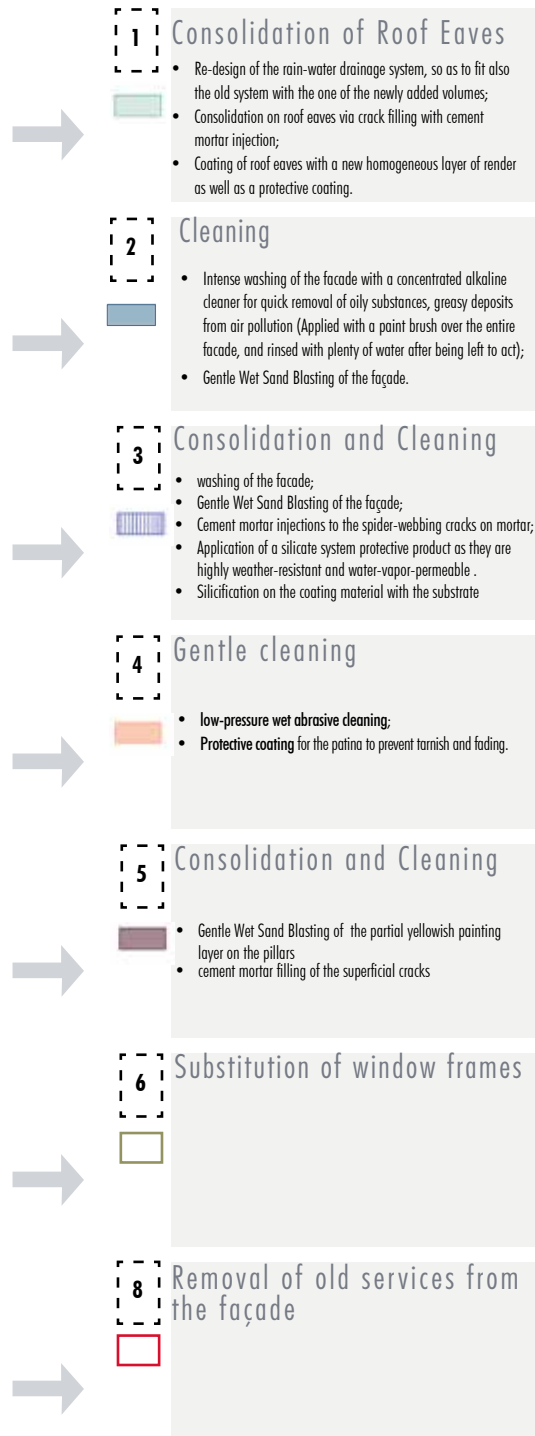 1
Consolidation of Roof Eaves
• Re-design of the rain-water drainage system, so as to fit also
the old system with the one of the newly added volumes;
• Consolidation on roof eaves via crack filling with cement
mortar injection;
• Coating of roof eaves with a new homogeneous layer of render
as well as a protective coating.
2
Cleaning
• Intense washing of the facade with a concentrated alkaline
cleaner for quick removal of oily substances, greasy deposits
from air pollution (Applied with a paint brush over the entire
facade, and rinsed with plenty of water after being left to act);
• Gentle Wet Sand Blasting of the façade.
3
Consolidation and Cleaning
• washing of the facade;
• Gentle Wet Sand Blasting of the façade;
• Cement mortar injections to the spider-webbing cracks on mortar;
• Application of a silicate system protective product as they are
highly weather-resistant and water-vapor-permeable .
• Silicification on the coating material with the substrate
4
Gentle cleaning
• low-pressure wet abrasive cleaning;
• Protective coating for the patina to prevent tarnish and fading.
5
Consolidation and Cleaning
• Gentle Wet Sand Blasting of the partial yellowish painting
layer on the pillars
• cement mortar filling of the superficial cracks
6
Substitution of window frames
8
Removal of old services from
the façade